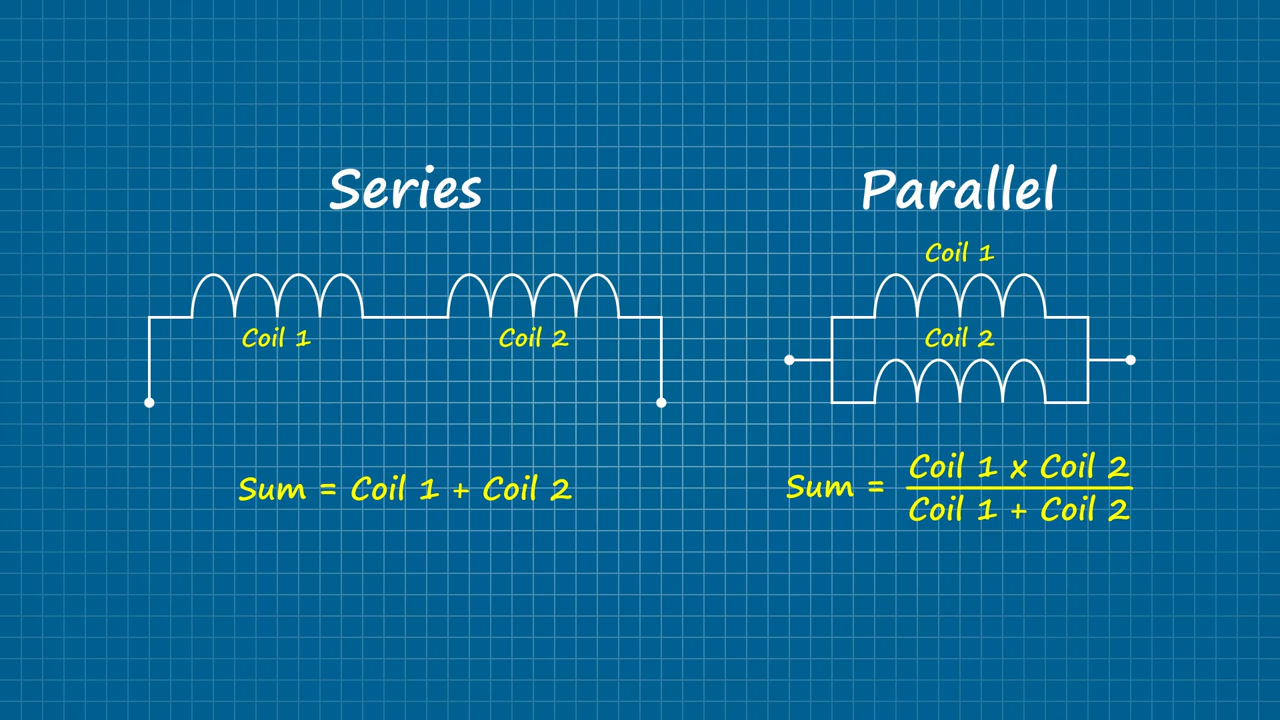 Series
Coil 1
Coil 2
Sum = Coil 1 + Coil 2
Parallel
Coil 1
Coil 2
Sum =
Coil 1 x Coil 2
Coil 1 + Coil 2